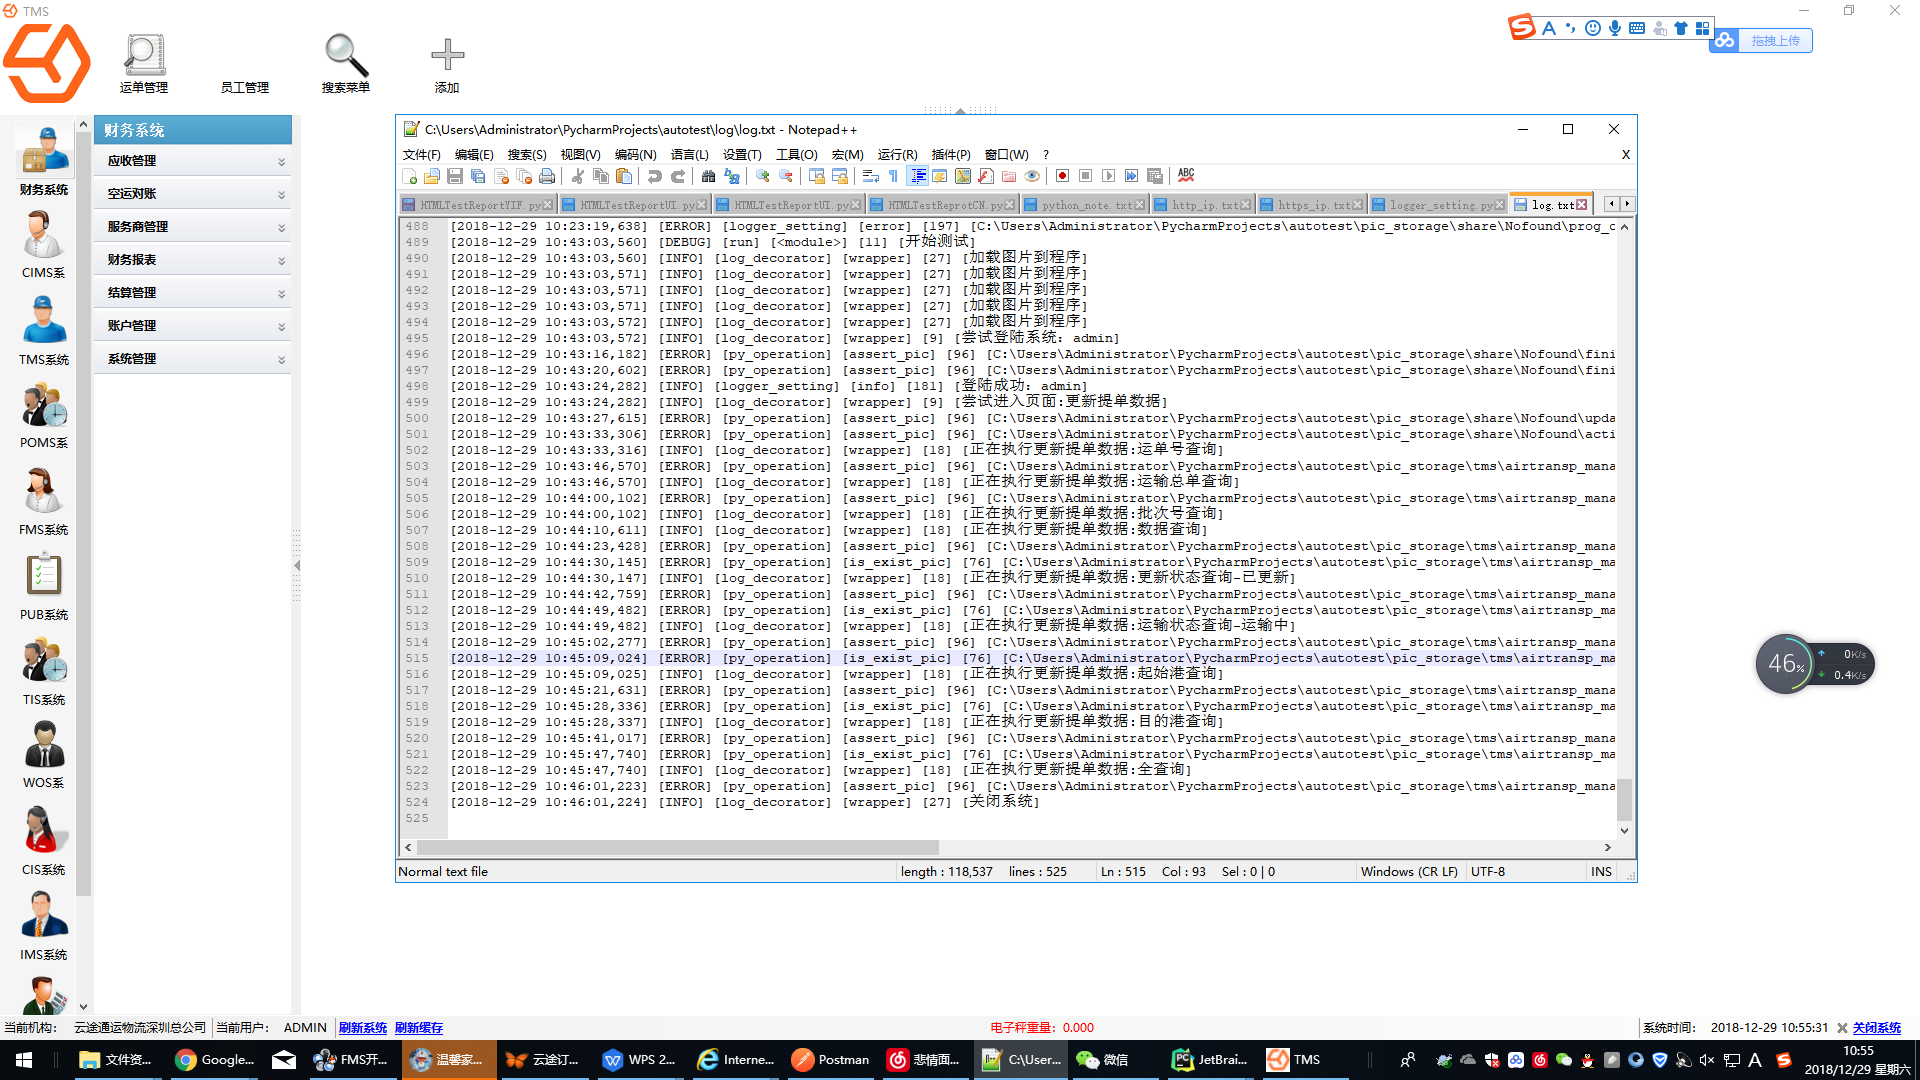 TMS
运单管理
员工管理
搜索菜单
添加
拖拽上传
财务系统
应收管理
空运对账
服务商管理
财务报表
结算管理
账户管理
系统管理
财务系统
CIMS系
TMS系统
POMS系
FMS系统
PUB系统
TIS系统
WOS系
CIS系统
IMS系统
C:\Users\Administrator\PycharmProjects\autotest\log\log.txt - Notepad++
文件(F) 编辑(E) 搜索(S) 视图(V) 编码(N) 语言(L) 设置(T) 工具(O) 宏(M) 运行(R) 插件(P) 窗口(W) ? X
HTMLTestReportYIF.py HTMLTestReportUI.py HTMLTestReportUI.py HTMLTestReprotCN.py python_note.txt http_ip.txt https_ip.txt logger_setting.py log.txt
488 [2018-12-29 10:23:19,638] [ERROR] [logger_setting] [error] [197] [C:\Users\Administrator\PycharmProjects\autotest\pic_storage\share\Nofound\prog_c
489 [2018-12-29 10:43:03,560] [DEBUG] [run] [<module>] [11] [开始测试]
490 [2018-12-29 10:43:03,560] [INFO] [log_decorator] [wrapper] [27] [加载图片到程序]
491 [2018-12-29 10:43:03,571] [INFO] [log_decorator] [wrapper] [27] [加载图片到程序]
492 [2018-12-29 10:43:03,571] [INFO] [log_decorator] [wrapper] [27] [加载图片到程序]
493 [2018-12-29 10:43:03,571] [INFO] [log_decorator] [wrapper] [27] [加载图片到程序]
494 [2018-12-29 10:43:03,572] [INFO] [log_decorator] [wrapper] [27] [加载图片到程序]
495 [2018-12-29 10:43:03,572] [INFO] [log_decorator] [wrapper] [9] [尝试登陆系统: admin]
496 [2018-12-29 10:43:16,182] [ERROR] [py_operation] [assert_pic] [96] [C:\Users\Administrator\PycharmProjects\autotest\pic_storage\share\Nofound\fini
497 [2018-12-29 10:43:20,602] [ERROR] [py_operation] [assert_pic] [96] [C:\Users\Administrator\PycharmProjects\autotest\pic_storage\share\Nofound\fini
498 [2018-12-29 10:43:24,282] [INFO] [logger_setting] [info] [181] [登陆成功: admin]
499 [2018-12-29 10:43:24,282] [INFO] [log_decorator] [wrapper] [9] [尝试进入页面:更新提单数据]
500 [2018-12-29 10:43:27,615] [ERROR] [py_operation] [assert_pic] [96] [C:\Users\Administrator\PycharmProjects\autotest\pic_storage\share\Nofound\upda
501 [2018-12-29 10:43:33,306] [ERROR] [py_operation] [assert_pic] [96] [C:\Users\Administrator\PycharmProjects\autotest\pic_storage\share\Nofound\acti
502 [2018-12-29 10:43:33,316] [INFO] [log_decorator] [wrapper] [18] [正在执行更新提单数据:运单号查询]
503 [2018-12-29 10:43:46,570] [ERROR] [py_operation] [assert_pic] [96] [C:\Users\Administrator\PycharmProjects\autotest\pic_storage\tms\airtransp_mana
504 [2018-12-29 10:43:46,570] [INFO] [log_decorator] [wrapper] [18] [正在执行更新提单数据:运输总单查询]
505 [2018-12-29 10:44:00,102] [ERROR] [py_operation] [assert_pic] [96] [C:\Users\Administrator\PycharmProjects\autotest\pic_storage\tms\airtransp_mana
506 [2018-12-29 10:44:00,102] [INFO] [log_decorator] [wrapper] [18] [正在执行更新提单数据:批次号查询]
507 [2018-12-29 10:44:10,611] [INFO] [log_decorator] [wrapper] [18] [正在执行更新提单数据:数据查询]
508 [2018-12-29 10:44:23,428] [ERROR] [py_operation] [assert_pic] [96] [C:\Users\Administrator\PycharmProjects\autotest\pic_storage\tms\airtransp_mana
509 [2018-12-29 10:44:30,145] [ERROR] [py_operation] [is_exist_pic] [76] [C:\Users\Administrator\PycharmProjects\autotest\pic_storage\tms\airtransp_ma
510 [2018-12-29 10:44:30,147] [INFO] [log_decorator] [wrapper] [18] [正在执行更新提单数据:更新状态查询-已更新]
511 [2018-12-29 10:44:42,759] [ERROR] [py_operation] [assert_pic] [96] [C:\Users\Administrator\PycharmProjects\autotest\pic_storage\tms\airtransp_mana
512 [2018-12-29 10:44:49,482] [ERROR] [py_operation] [is_exist_pic] [76] [C:\Users\Administrator\PycharmProjects\autotest\pic_storage\tms\airtransp_ma
513 [2018-12-29 10:44:49,482] [INFO] [log_decorator] [wrapper] [18] [正在执行更新提单数据:运输状态查询-运输中]
514 [2018-12-29 10:45:02,277] [ERROR] [py_operation] [assert_pic] [96] [C:\Users\Administrator\PycharmProjects\autotest\pic_storage\tms\airtransp_mana
515 [2018-12-29 10:45:09,024] [ERROR] [py_operation] [is_exist_pic] [76] [C:\Users\Administrator\PycharmProjects\autotest\pic_storage\tms\airtransp_ma
516 [2018-12-29 10:45:09,025] [INFO] [log_decorator] [wrapper] [18] [正在执行更新提单数据:起始港查询]
517 [2018-12-29 10:45:21,631] [ERROR] [py_operation] [assert_pic] [96] [C:\Users\Administrator\PycharmProjects\autotest\pic_storage\tms\airtransp_mana
518 [2018-12-29 10:45:28,336] [ERROR] [py_operation] [is_exist_pic] [76] [C:\Users\Administrator\PycharmProjects\autotest\pic_storage\tms\airtransp_ma
519 [2018-12-29 10:45:28,337] [INFO] [log_decorator] [wrapper] [18] [正在执行更新提单数据:目的港查询]
520 [2018-12-29 10:45:41,017] [ERROR] [py_operation] [assert_pic] [96] [C:\Users\Administrator\PycharmProjects\autotest\pic_storage\tms\airtransp_mana
521 [2018-12-29 10:45:47,740] [ERROR] [py_operation] [is_exist_pic] [76] [C:\Users\Administrator\PycharmProjects\autotest\pic_storage\tms\airtransp_ma
522 [2018-12-29 10:45:47,740] [INFO] [log_decorator] [wrapper] [18] [正在执行更新提单数据:全查询]
523 [2018-12-29 10:46:01,223] [ERROR] [py_operation] [assert_pic] [96] [C:\Users\Administrator\PycharmProjects\autotest\pic_storage\tms\airtransp_mana
524 [2018-12-29 10:46:01,224] [INFO] [log_decorator] [wrapper] [27] [关闭系统]
525
Normal text file length : 118,537 lines : 525 Ln : 515 Col : 93 Sel : 0 | 0 Windows (CR LF) UTF-8 INS
46%
0K/s
0.4K/s
当前机构: 云途通运物流深圳总公司 当前用户: ADMIN 刷新系统 刷新缓存 电子秤重量: 0.000 系统时间: 2018-12-29 10:55:31 关闭系统
文件资... Google... FMS开... 温馨家... 云途订... WPS 2... Interne... Postman 悲情面... C:\User... 微信 JetBrai... TMS
10:55
2018/12/29 星期六